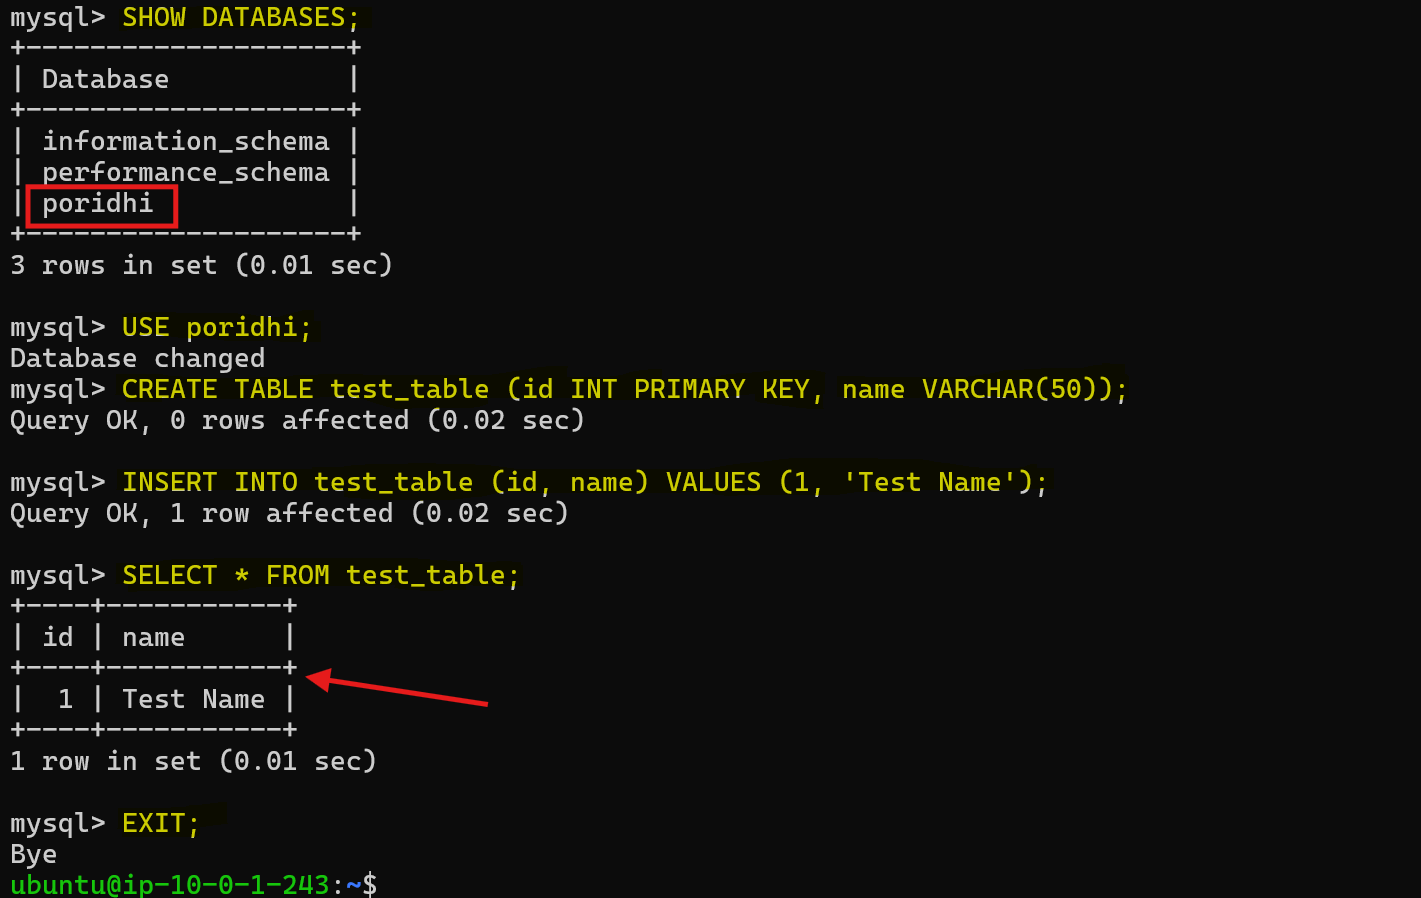 mysql> SHOW DATABASES;
+--------------------+
| Database           |
+--------------------+
| information_schema |
| performance_schema |
| poridhi            |
+--------------------+
3 rows in set (0.01 sec)

mysql> USE poridhi;
Database changed
mysql> CREATE TABLE test_table (id INT PRIMARY KEY, name VARCHAR(50));
Query OK, 0 rows affected (0.02 sec)

mysql> INSERT INTO test_table (id, name) VALUES (1, 'Test Name');
Query OK, 1 row affected (0.02 sec)

mysql> SELECT * FROM test_table;
+----+-----------+
| id | name      |
+----+-----------+
|  1 | Test Name |
+----+-----------+
1 row in set (0.01 sec)

mysql> EXIT;
Bye
ubuntu@ip-10-0-1-243:~$